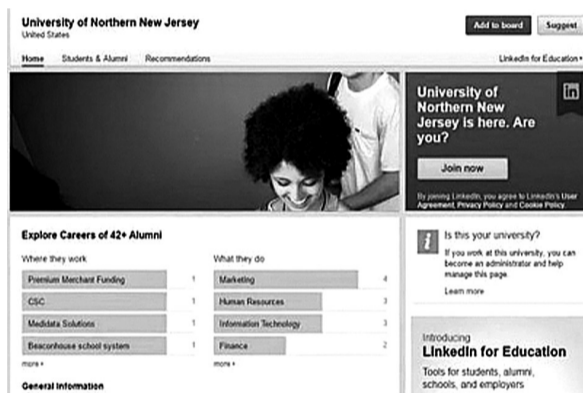 University of Northern New Jersey
United States
Add to board
Suggest
Home
Students & Alumni
Recommendations
LinkedIn for Education
University of
Northern New
Jersey is here. Are
you?
in
Join now
By joining LinkedIn, you agree to LinkedIn's User
Agreement, Privacy Policy and Cookie Policy.
Explore Careers of 42+ Alumni
Where they work
Premium Merchant Funding 1
CSC 1
Medidata Solutions 1
Beaconhouse school system 1
more
What they do
Marketing 4
Human Resources 3
Information Technology 3
Finance 2
more
General Information
i
Is this your university?
If you work at this university, you can
become an administrator and help
manage this page.
Learn more
Introducing
LinkedIn for Education
Tools for students, alumni,
schools, and employers